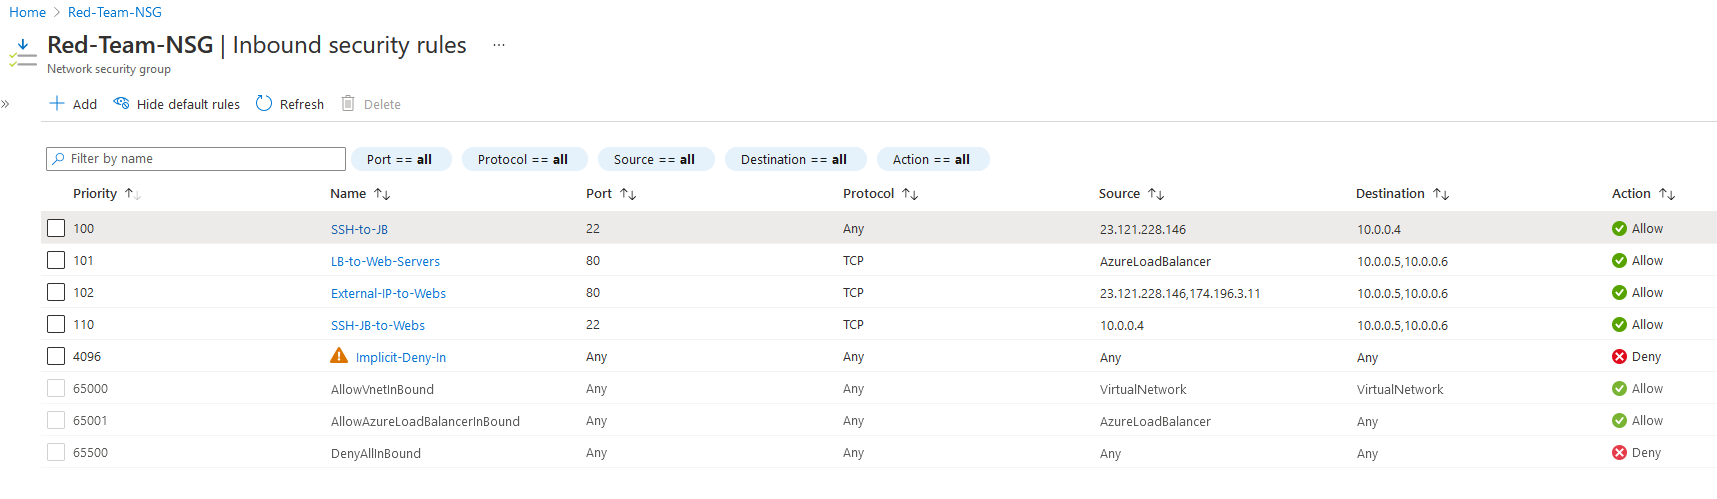 Home > Red-Team-NSG
Red-Team-NSG | Inbound security rules ...
Network security group
» + Add Hide default rules Refresh Delete
Filter by name Port == all Protocol == all Source == all Destination == all Action == all
Priority ↑↓ Name ↑↓ Port ↑↓ Protocol ↑↓ Source ↑↓ Destination ↑↓ Action ↑↓
100 SSH-to-JB 22 Any 23.121.228.146 10.0.0.4 Allow
101 LB-to-Web-Servers 80 TCP AzureLoadBalancer 10.0.0.5,10.0.0.6 Allow
102 External-IP-to-Webs 80 TCP 23.121.228.146,174.196.3.11 10.0.0.5,10.0.0.6 Allow
110 SSH-JB-to-Webs 22 TCP 10.0.0.4 10.0.0.5,10.0.0.6 Allow
4096 Implicit-Deny-In Any Any Any Any Deny
65000 AllowVnetInBound Any Any VirtualNetwork VirtualNetwork Allow
65001 AllowAzureLoadBalancerInBound Any Any AzureLoadBalancer Any Allow
65500 DenyAllInBound Any Any Any Any Deny